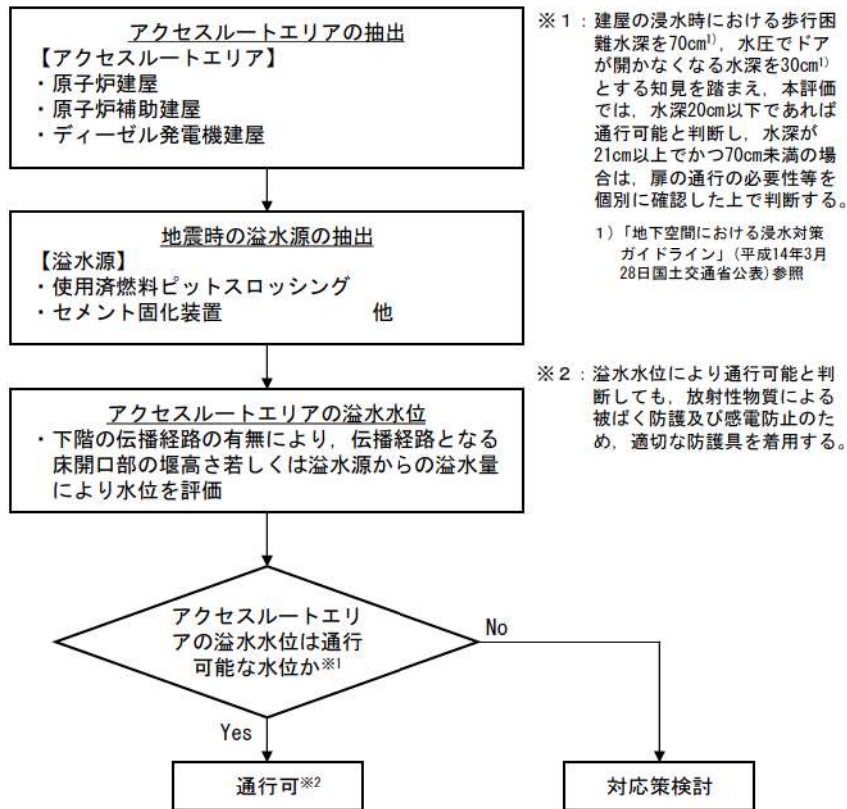 アクセスルートエリアの抽出
【アクセスルートエリア】
・原子炉建屋
・原子炉補助建屋
・ディーゼル発電機建屋
※1：建屋の浸水時における歩行困
難水深を70cm1)，水圧でドア
が開かなくなる水深を30cm1)
とする知見を踏まえ，本評価
では，水深20cm以下であれば
通行可能と判断し，水深が
21cm以上でかつ70cm未満の場
合は，扉の通行の必要性等を
個別に確認した上で判断する。
1）「地下空間における浸水対策
ガイドライン」（平成14年3月
28日国土交通省公表）参照
地震時の溢水源の抽出
【溢水源】
・使用済燃料ピットスロッシング
・セメント固化装置 他
※2：溢水水位により通行可能と判
断しても，放射性物質による
被ばく防護及び感電防止のた
め，適切な防護具を着用する。
アクセスルートエリアの溢水水位
・下階の伝播経路の有無により，伝播経路となる
床開口部の堰高さ若しくは溢水源からの溢水量
により水位を評価
アクセスルートエリ
アの溢水水位は通行
可能な水位か※1
No
Yes
通行可※2
対応策検討